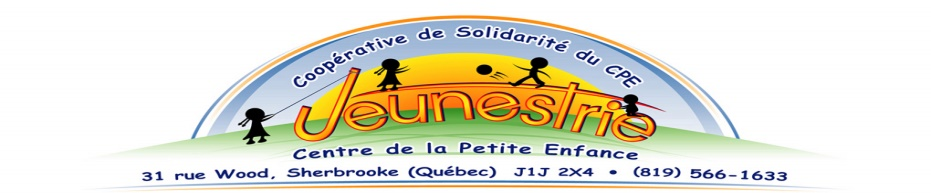 Coopérative de Solidarité du CPE
Jeunestrie
Centre de la Petite Enfance
31 rue Wood, Sherbrooke (Québec) J1J 2X4 • (819) 566-1633